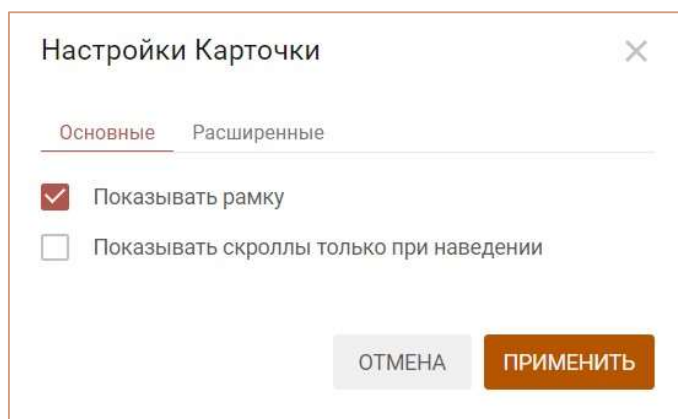 Настройки Карточки
Основные Расширенные
Показывать рамку
Показывать скроллы только при наведении
ОТМЕНА ПРИМЕНИТЬ